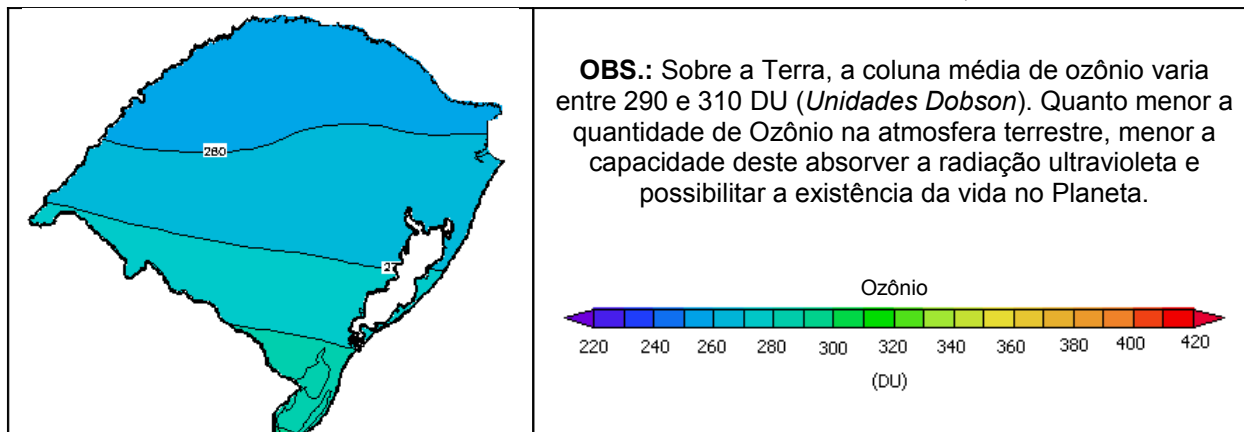 260
27
OBS.: Sobre a Terra, a coluna média de ozônio varia
entre 290 e 310 DU (Unidades Dobson). Quanto menor a
quantidade de Ozônio na atmosfera terrestre, menor a
capacidade deste absorver a radiação ultravioleta e
possibilitar a existência da vida no Planeta.
Ozônio
220 240 260 280 300 320 340 360 380 400 420
(DU)